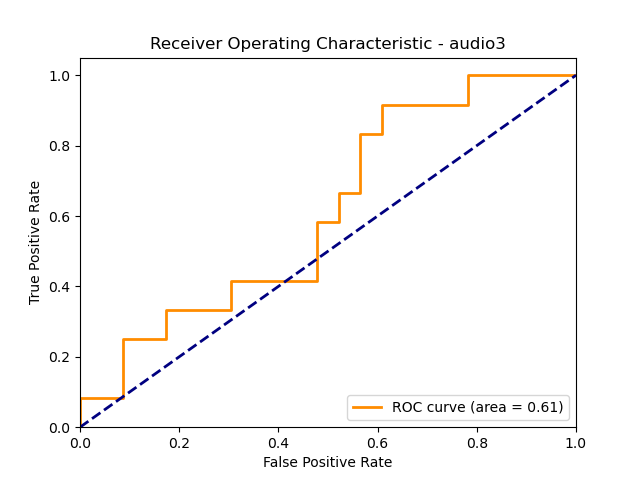 Receiver Operating Characteristic - audio3
1.0
0.8
0.6
0.4
0.2
0.0
True Positive Rate
ROC curve (area = 0.61)
0.0 0.2 0.4 0.6 0.8 1.0
False Positive Rate